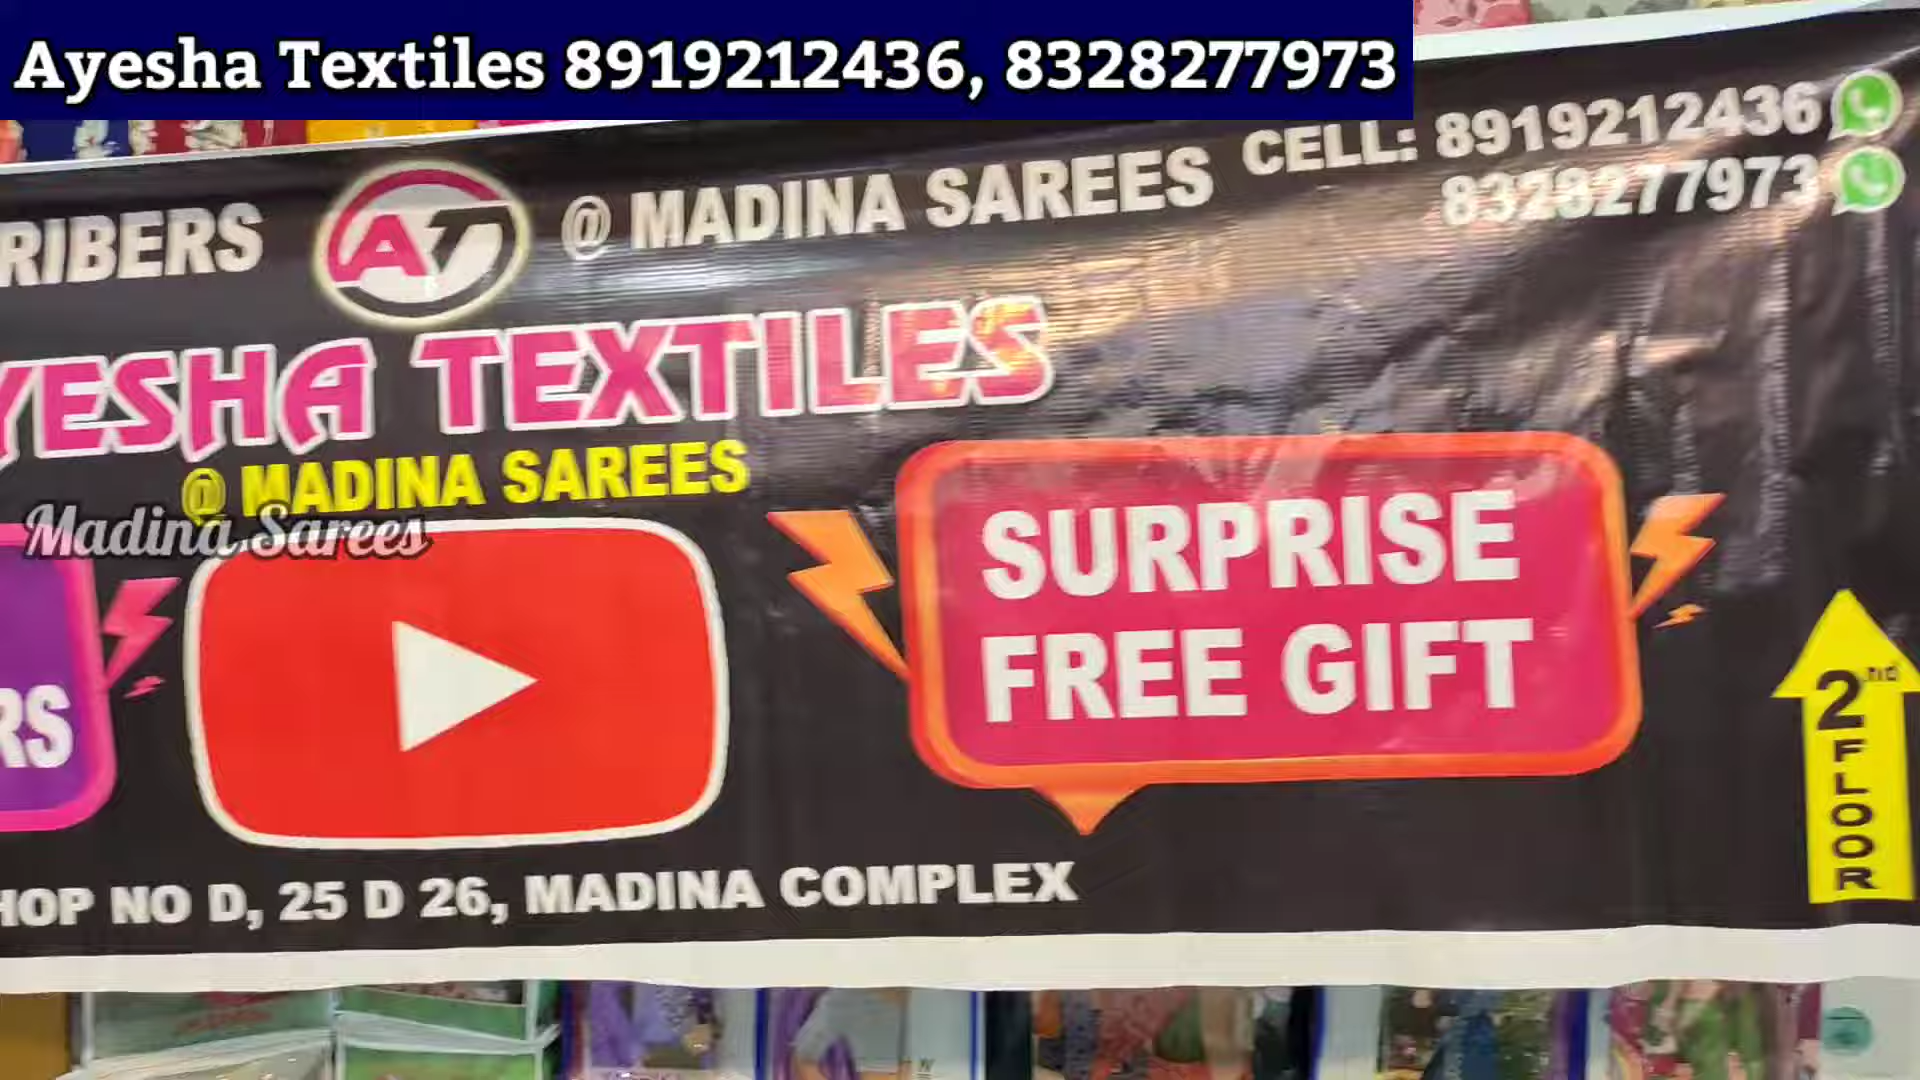 Ayesha Textiles 8919212436, 8328277973
RIBERS AT @ MADINA SAREES CELL: 8919212436
8328277973
YESHA TEXTILES
@ MADINA SAREES
Madina Sarees
RS
SURPRISE
FREE GIFT
2nd
FLOOR
HOP NO D, 25 D 26, MADINA COMPLEX